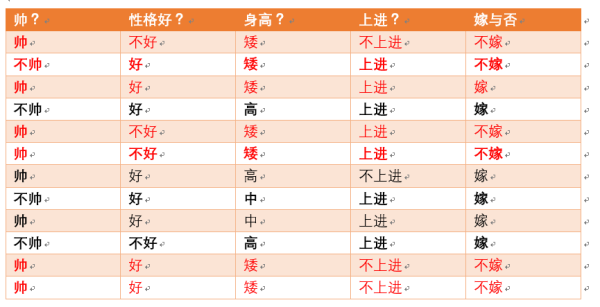 帅？ 性格好？ 身高？ 上进？ 嫁与否
帅 不好 矮 不上进 不嫁
不帅 好 矮 上进 不嫁
帅 好 矮 上进 嫁
不帅 好 高 上进 嫁
帅 不好 矮 上进 不嫁
帅 不好 矮 上进 不嫁
帅 好 高 不上进 嫁
不帅 好 中 上进 嫁
帅 好 中 上进 嫁
不帅 不好 高 上进 嫁
帅 好 矮 不上进 不嫁
帅 好 矮 不上进 不嫁